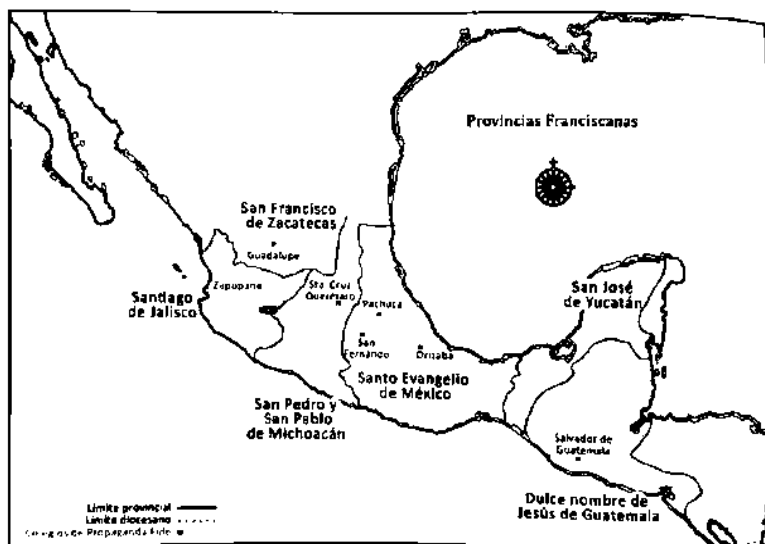 Provincias Franciscanas
San Francisco
de Zacatecas
Guadalupe
Zapopane
Sta. Cruz
Querétaro
Pachuca
Santiago
de Jalisco
San José
de Yucatán
San
Fernando
Orizaba
Santo Evangelio
de México
San Pedro y
San Pablo
de Michoacán
Salvador de
Guatemala
Dulce nombre de
Jesús de Guatemala
Límite provincial
Límite diocesano
Colegios de Propaganda Fide